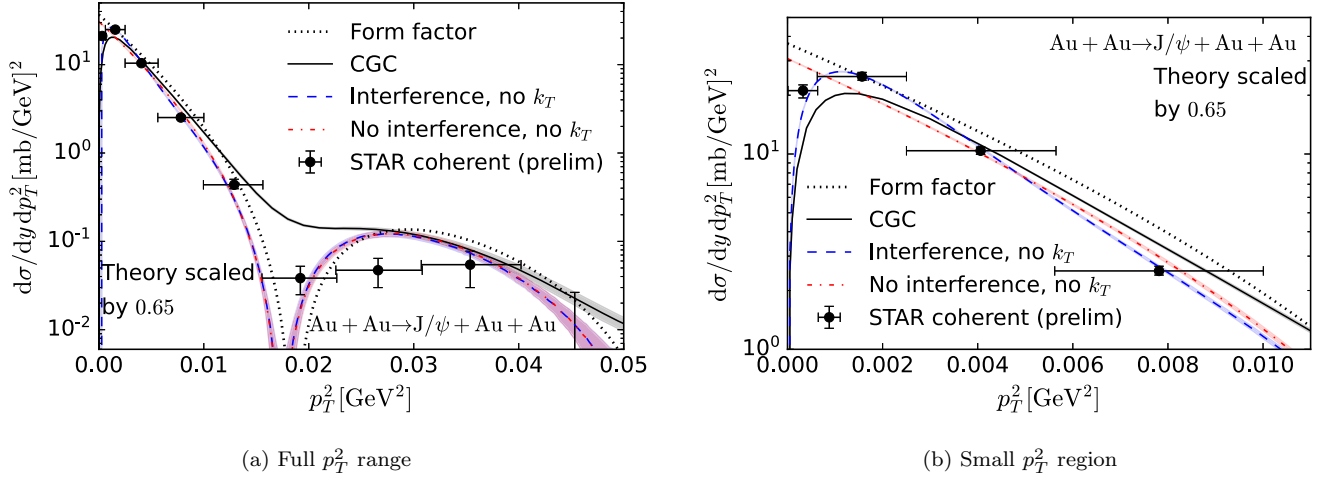 dσ/dy dp_T^2 [mb/GeV]^2
10^1
10^0
10^-1
10^-2
Form factor
CGC
Interference, no k_T
No interference, no k_T
STAR coherent (prelim)
Theory scaled
by 0.65
Au + Au→J/ψ + Au + Au
0.00 0.01 0.02 0.03 0.04 0.05
p_T^2 [GeV^2]
(a) Full p_T^2 range
dσ/dy dp_T^2 [mb/GeV]^2
Au + Au→J/ψ + Au + Au
Theory scaled
by 0.65
10^1
10^0
Form factor
CGC
Interference, no k_T
No interference, no k_T
STAR coherent (prelim)
0.000 0.002 0.004 0.006 0.008 0.010
p_T^2 [GeV^2]
(b) Small p_T^2 region